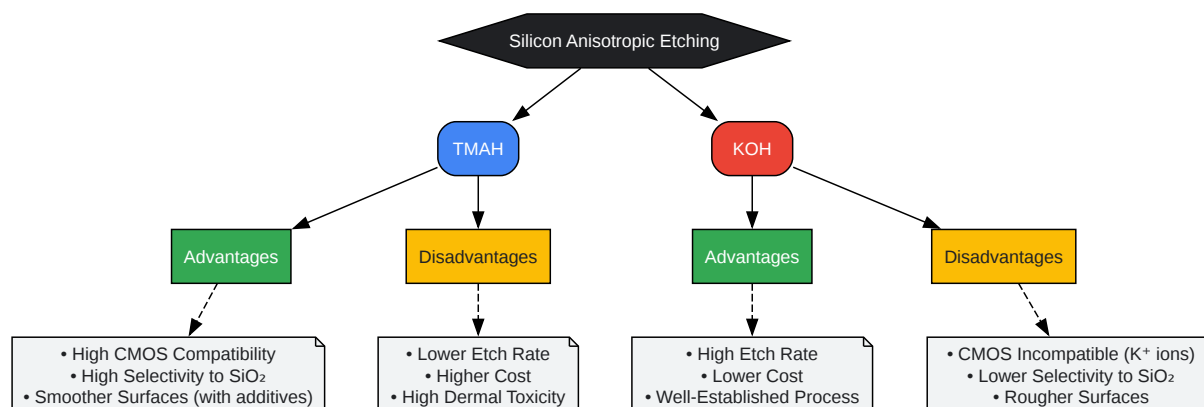 Silicon Anisotropic Etching
TMAH
KOH
Advantages
Disadvantages
Advantages
Disadvantages
• High CMOS Compatibility
• High Selectivity to SiO₂
• Smoother Surfaces (with additives)
• Lower Etch Rate
• Higher Cost
• High Dermal Toxicity
• High Etch Rate
• Lower Cost
• Well-Established Process
• CMOS Incompatible (K⁺ ions)
• Lower Selectivity to SiO₂
• Rougher Surfaces